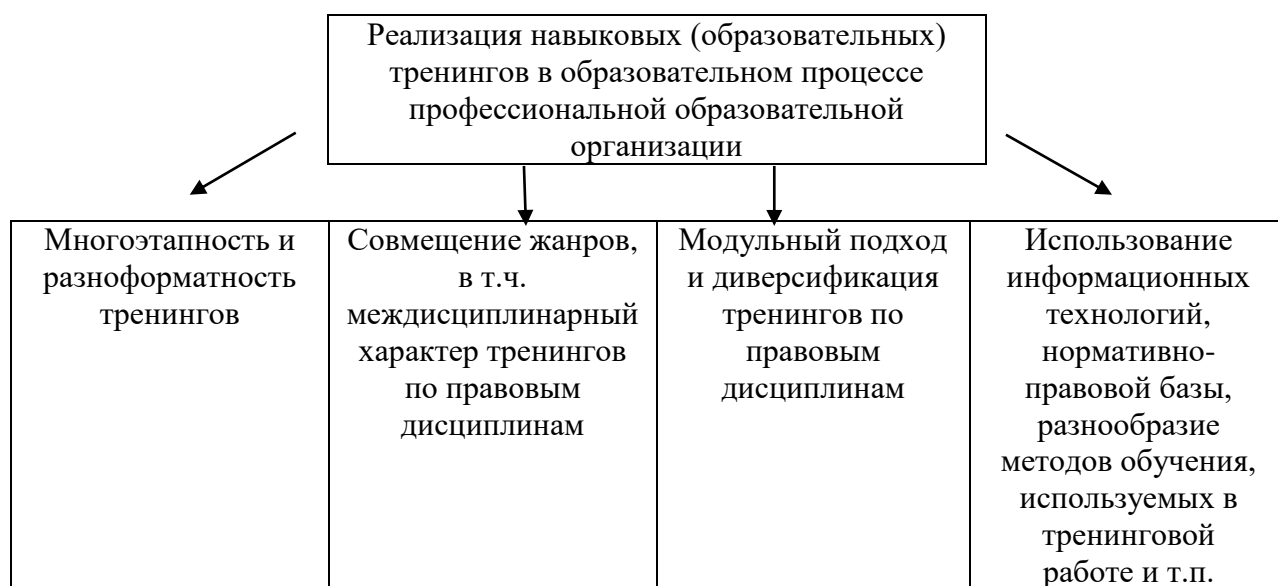 Реализация навыковых (образовательных)
тренингов в образовательном процессе
профессиональной образовательной
организации
Многоэтапность и
разноформатность
тренингов
Совмещение жанров,
в т.ч.
междисциплинарный
характер тренингов
по правовым
дисциплинам
Модульный подход
и диверсификация
тренингов по
правовым
дисциплинам
Использование
информационных
технологий,
нормативно-
правовой базы,
разнообразие
методов обучения,
используемых в
тренинговой
работе и т.п.